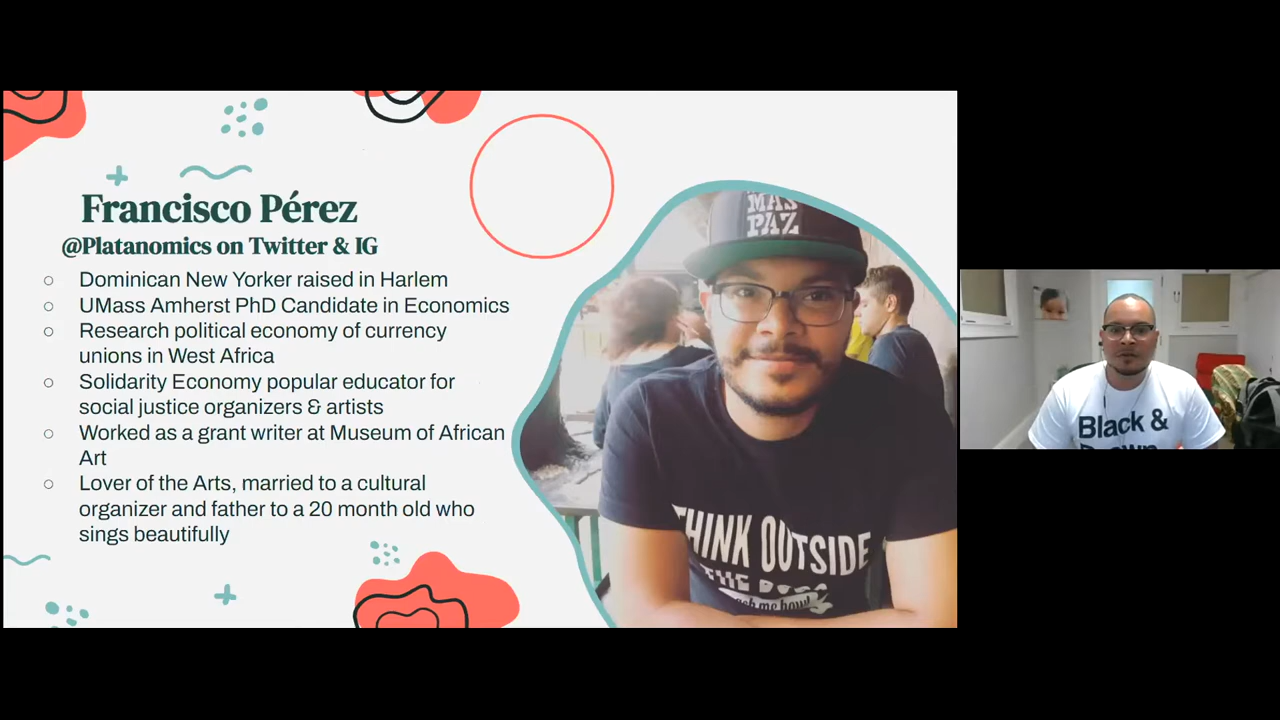 Francisco Pérez
@Platanomics on Twitter & IG
○ Dominican New Yorker raised in Harlem
○ UMass Amherst PhD Candidate in Economics
○ Research political economy of currency
unions in West Africa
○ Solidarity Economy popular educator for
social justice organizers & artists
○ Worked as a grant writer at Museum of African
Art
○ Lover of the Arts, married to a cultural
organizer and father to a 20 month old who
sings beautifully
MAS
PAZ
THINK OUTSIDE
THE
me how!
Black &